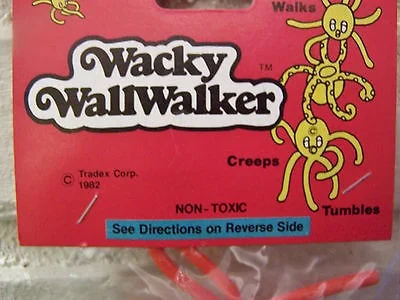 Walks
Wacky
WallWalker
TM
Creeps
© Tradex Corp.
1982
Tumbles
NON-TOXIC
See Directions on Reverse Side